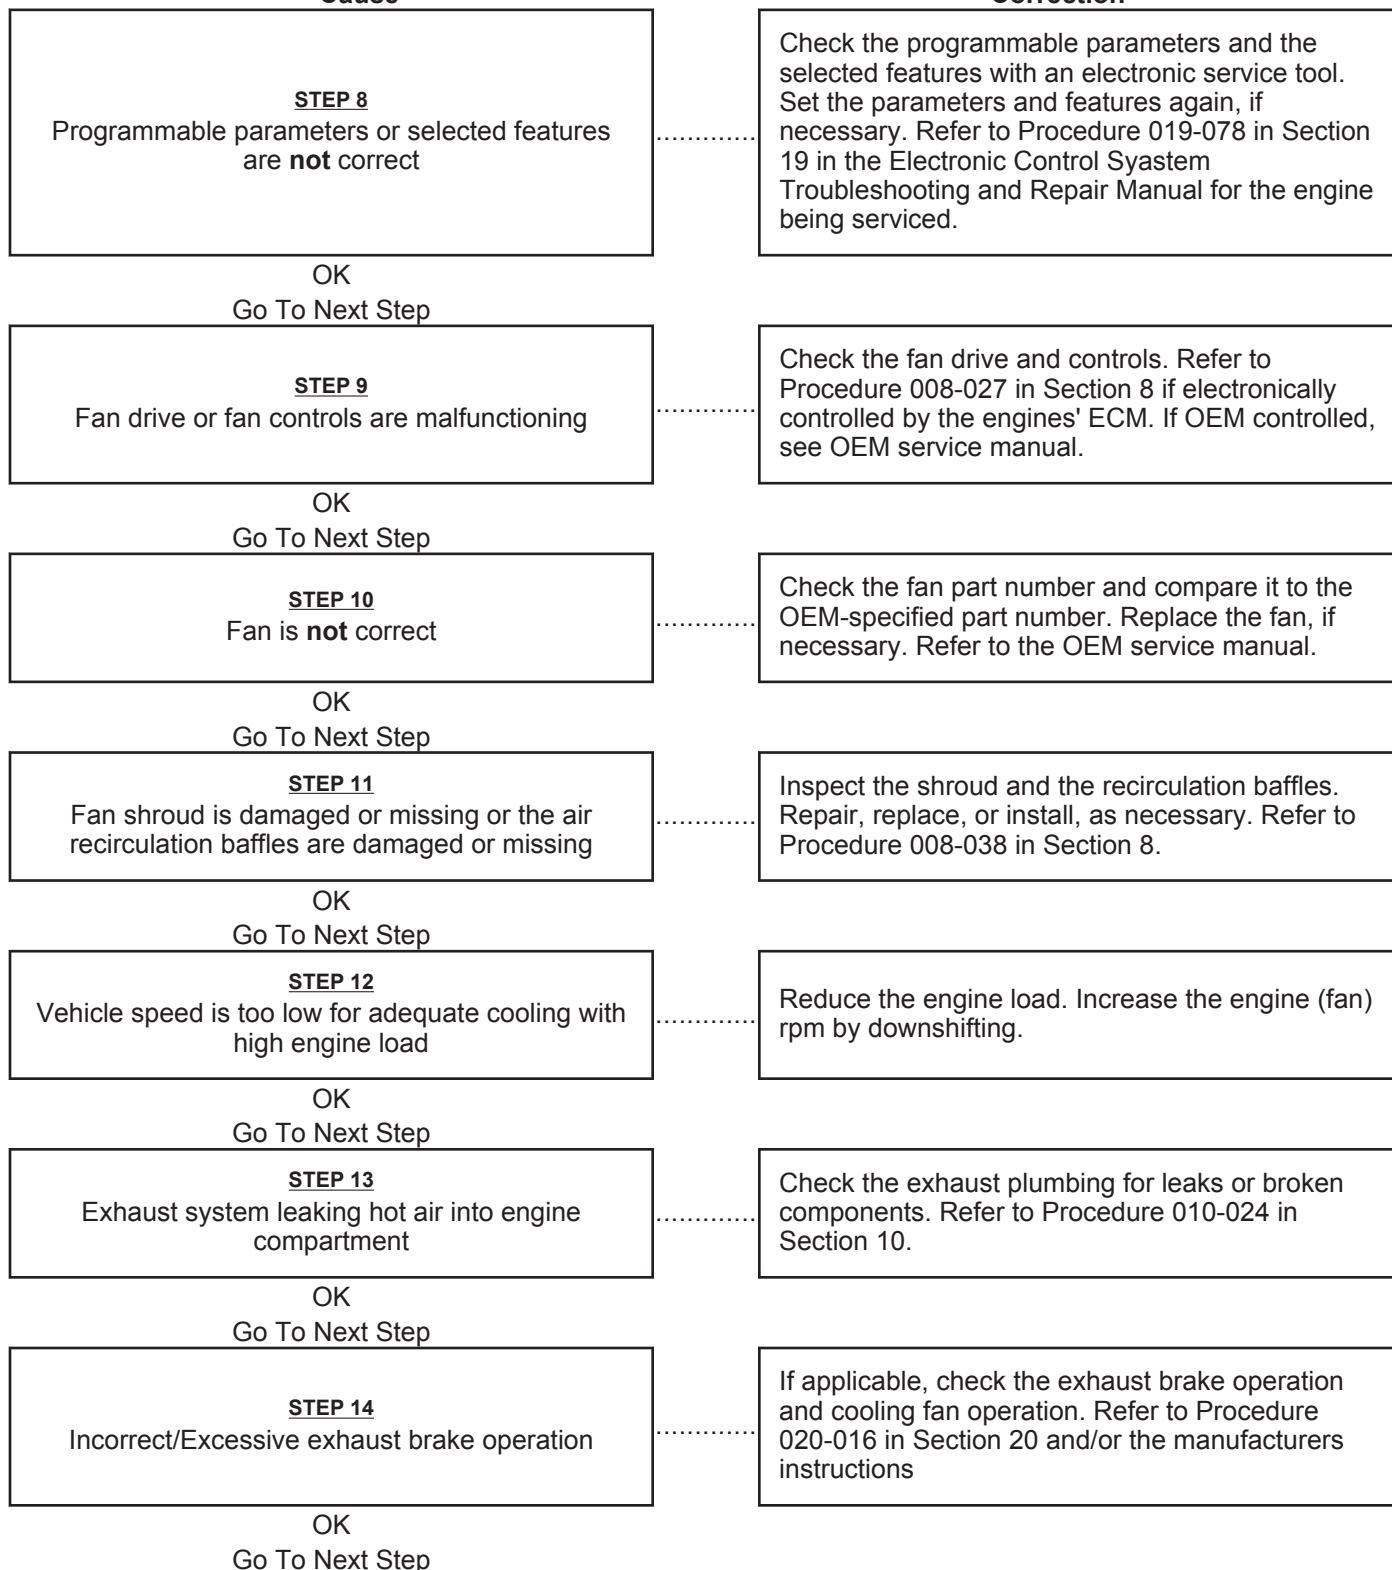 Cause
Correction
STEP 8
Programmable parameters or selected features
are not correct
..............
Check the programmable parameters and the
selected features with an electronic service tool.
Set the parameters and features again, if
necessary. Refer to Procedure 019-078 in Section
19 in the Electronic Control Syastem
Troubleshooting and Repair Manual for the engine
being serviced.
OK
Go To Next Step
STEP 9
Fan drive or fan controls are malfunctioning
..............
Check the fan drive and controls. Refer to
Procedure 008-027 in Section 8 if electronically
controlled by the engines' ECM. If OEM controlled,
see OEM service manual.
OK
Go To Next Step
STEP 10
Fan is not correct
..............
Check the fan part number and compare it to the
OEM-specified part number. Replace the fan, if
necessary. Refer to the OEM service manual.
OK
Go To Next Step
STEP 11
Fan shroud is damaged or missing or the air
recirculation baffles are damaged or missing
..............
Inspect the shroud and the recirculation baffles.
Repair, replace, or install, as necessary. Refer to
Procedure 008-038 in Section 8.
OK
Go To Next Step
STEP 12
Vehicle speed is too low for adequate cooling with
high engine load
..............
Reduce the engine load. Increase the engine (fan)
rpm by downshifting.
OK
Go To Next Step
STEP 13
Exhaust system leaking hot air into engine
compartment
..............
Check the exhaust plumbing for leaks or broken
components. Refer to Procedure 010-024 in
Section 10.
OK
Go To Next Step
STEP 14
Incorrect/Excessive exhaust brake operation
..............
If applicable, check the exhaust brake operation
and cooling fan operation. Refer to Procedure
020-016 in Section 20 and/or the manufacturers
instructions
OK
Go To Next Step